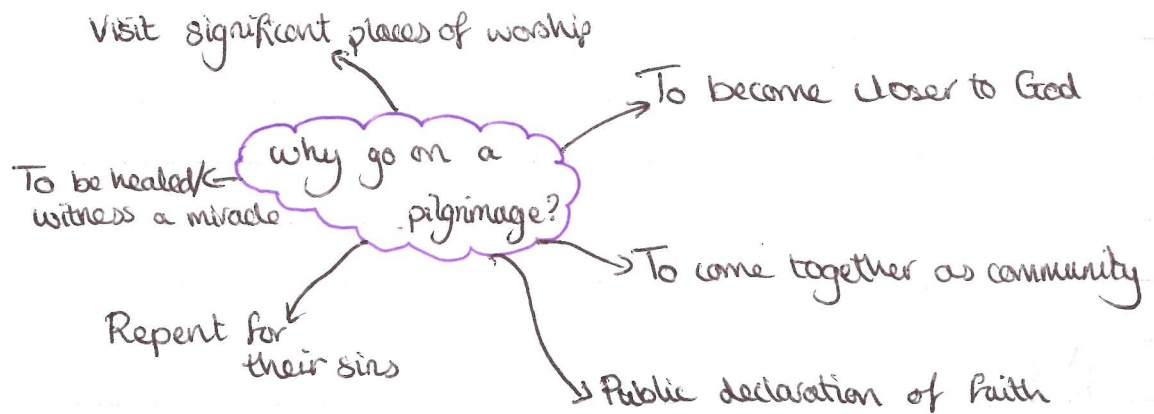 Visit significant places of worship
To become closer to God
why go on a
pilgrimage?
To be healed/
witness a miracle
To come together as community
Repent for
their sins
Public declaration of faith